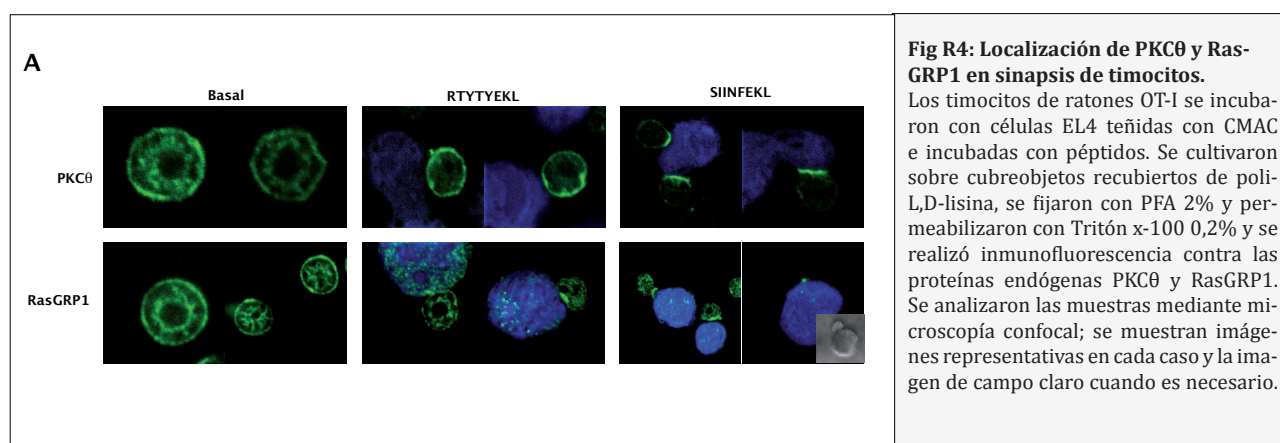 A
Basal
RTYTYEKL
SIINFEKL
PKCθ
RasGRP1
Fig R4: Localización de PKCθ y Ras-
GRP1 en sinapsis de timocitos.
Los timocitos de ratones OT-I se incuba-
ron con células EL4 teñidas con CMAC
e incubadas con péptidos. Se cultivaron
sobre cubreobjetos recubiertos de poli-
L,D-lisina, se fijaron con PFA 2% y per-
meabilizaron con Tritón x-100 0,2% y se
realizó inmunofluorescencia contra las
proteínas endógenas PKCθ y RasGRP1.
Se analizaron las muestras mediante mi-
croscopía confocal; se muestran imáge-
nes representativas en cada caso y la ima-
gen de campo claro cuando es necesario.